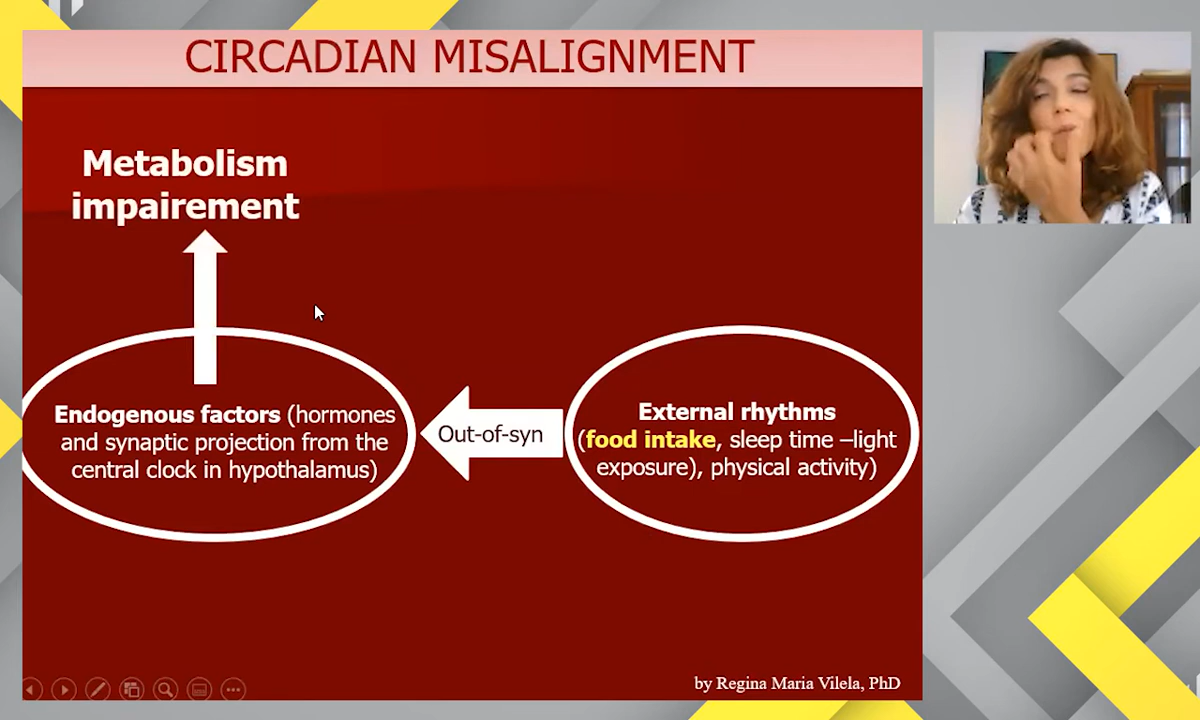 CIRCADIAN MISALIGNMENT
Metabolism
impairement
Endogenous factors (hormones
and synaptic projection from the
central clock in hypothalamus)
Out-of-syn
External rhythms
(food intake, sleep time –light
exposure), physical activity)
by Regina Maria Vilela, PhD